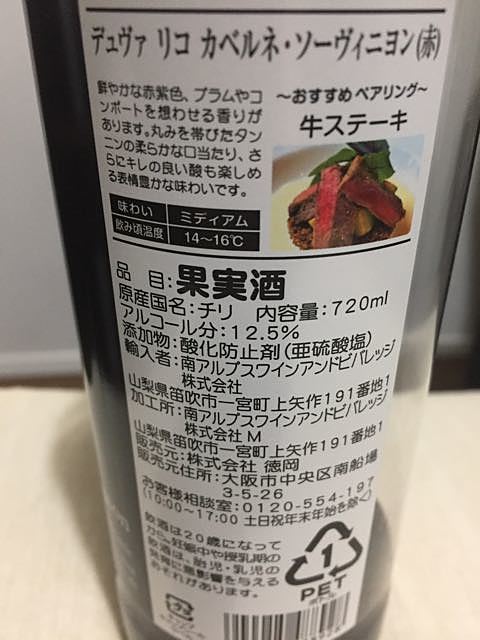 デュヴァ リコ カベルネ・ソーヴィニヨン(赤)
鮮やかな赤紫色、プラムやコ
ンポートを想わせる香りが
あります。丸みを帯びたタン
ニンの柔らかな口当たり、さ
らにキレの良い酸も楽しめ
る表情豊かな味わいです。
味わい ミディアム
飲み頃温度 14～16℃
～おすすめペアリング～
牛ステーキ
品 目:果実酒
原産国名:チリ 内容量:720ml
アルコール分:12.5%
添加物:酸化防止剤(亜硫酸塩)
輸入者:南アルプスワインアンドビバレッジ
株式会社
山梨県笛吹市一宮町上矢作191番地1
加工所:南アルプスワインアンドビバレッジ
株式会社 M
山梨県笛吹市一宮町上矢作191番地1
販売元:株式会社 徳岡
販売元住所:大阪市中央区南船場
3-5-26
お客様相談室:0120-554-197
(10:00～17:00 土日祝年末年始を除く)
飲酒は20歳になって
から。妊娠中や授乳期の
飲酒は、胎児・乳児の
発育に悪影響を与える
おそれがあります。
1
PET
ボトル